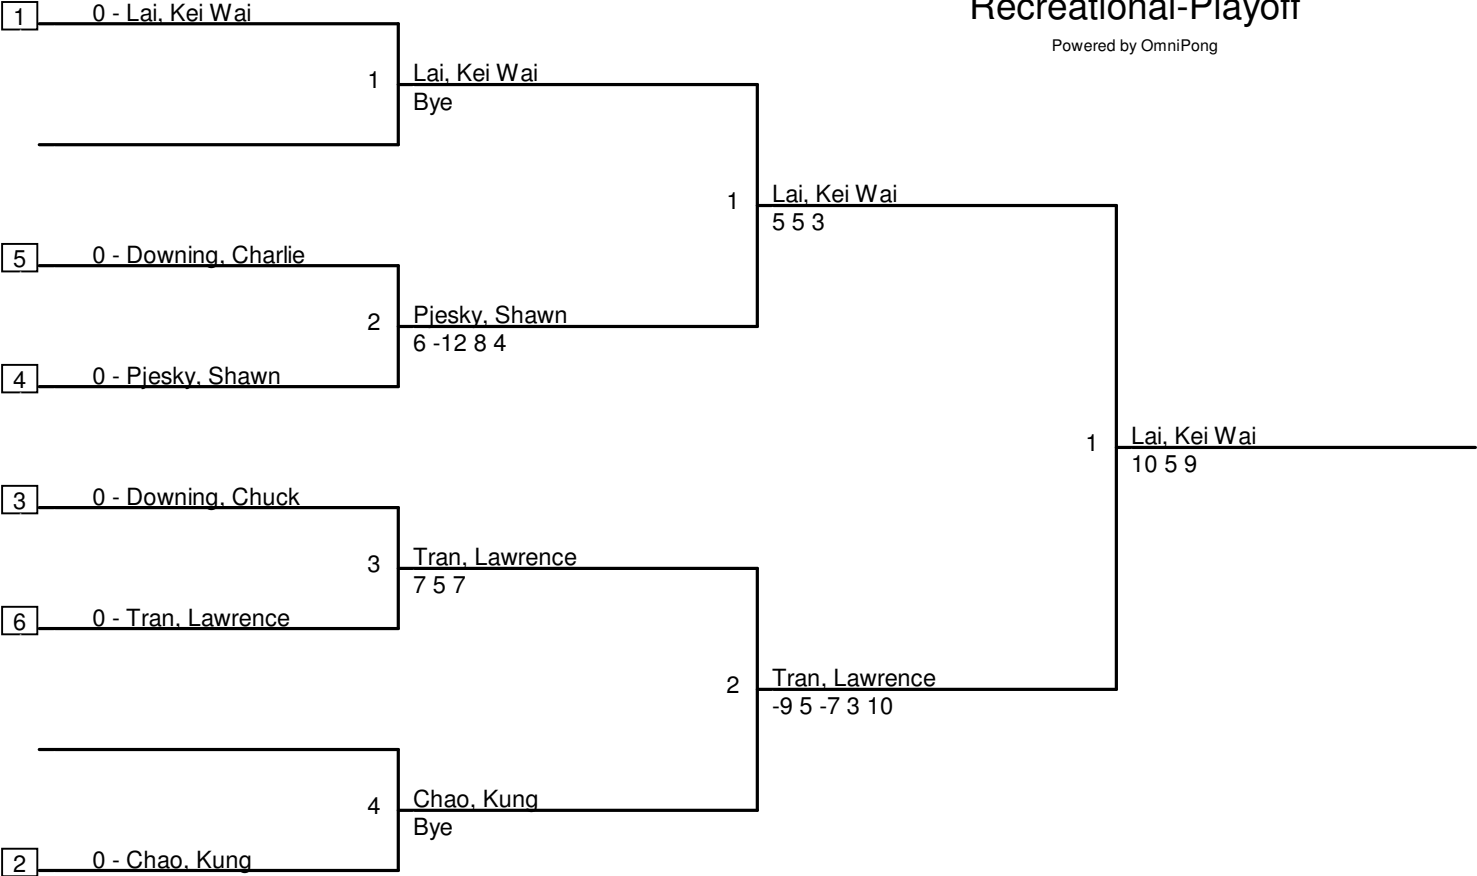 Recreational-Playoff
Powered by OmniPong
1 0 - Lai, Kei Wai
1 Lai, Kei Wai
Bye
1 Lai, Kei Wai
5 5 3
5 0 - Downing, Charlie
2 Pjesky, Shawn
6 -12 8 4
4 0 - Pjesky, Shawn
1 Lai, Kei Wai
10 5 9
3 0 - Downing, Chuck
3 Tran, Lawrence
7 5 7
6 0 - Tran, Lawrence
2 Tran, Lawrence
-9 5 -7 3 10
4 Chao, Kung
Bye
2 0 - Chao, Kung